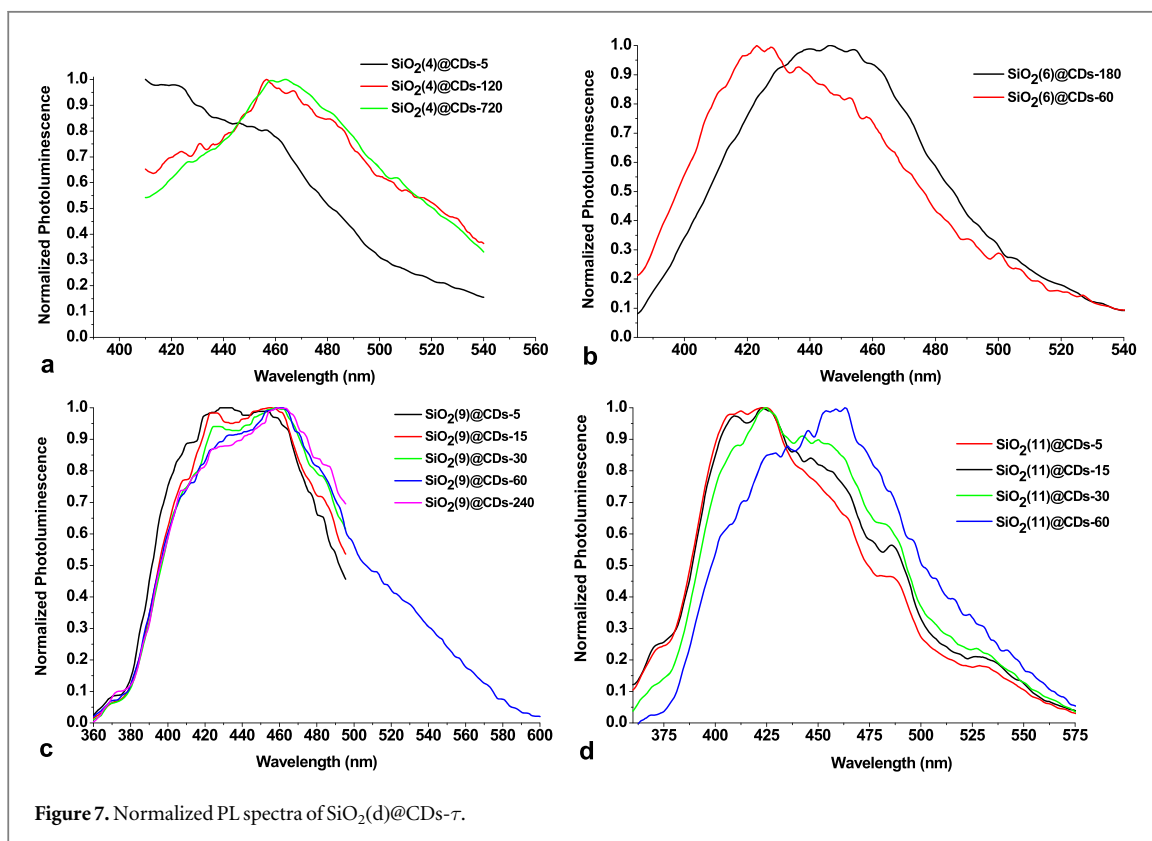 SiO2(4)@CDs-5
SiO2(4)@CDs-120
SiO2(4)@CDs-720
Normalized Photoluminescence
1.0
0.9
0.8
0.7
0.6
0.5
0.4
0.3
0.2
0.1
0.0
400 420 440 460 480 500 520 540 560
a
Wavelength (nm)
SiO2(6)@CDs-180
SiO2(6)@CDs-60
Normalized Photoluminescence
1.0
0.9
0.8
0.7
0.6
0.5
0.4
0.3
0.2
0.1
0.0
400 420 440 460 480 500 520 540
b
Wavelength (nm)
SiO2(9)@CDs-5
SiO2(9)@CDs-15
SiO2(9)@CDs-30
SiO2(9)@CDs-60
SiO2(9)@CDs-240
Normalized Photoluminescence
1.0
0.9
0.8
0.7
0.6
0.5
0.4
0.3
0.2
0.1
0.0
360 380 400 420 440 460 480 500 520 540 560 580 600
c
Wavelength (nm)
SiO2(11)@CDs-5
SiO2(11)@CDs-15
SiO2(11)@CDs-30
SiO2(11)@CDs-60
Normalized Photoluminescence
1.0
0.9
0.8
0.7
0.6
0.5
0.4
0.3
0.2
0.1
0.0
375 400 425 450 475 500 525 550 575
d
Wavelength (nm)
Figure 7. Normalized PL spectra of SiO2(d)@CDs-τ.